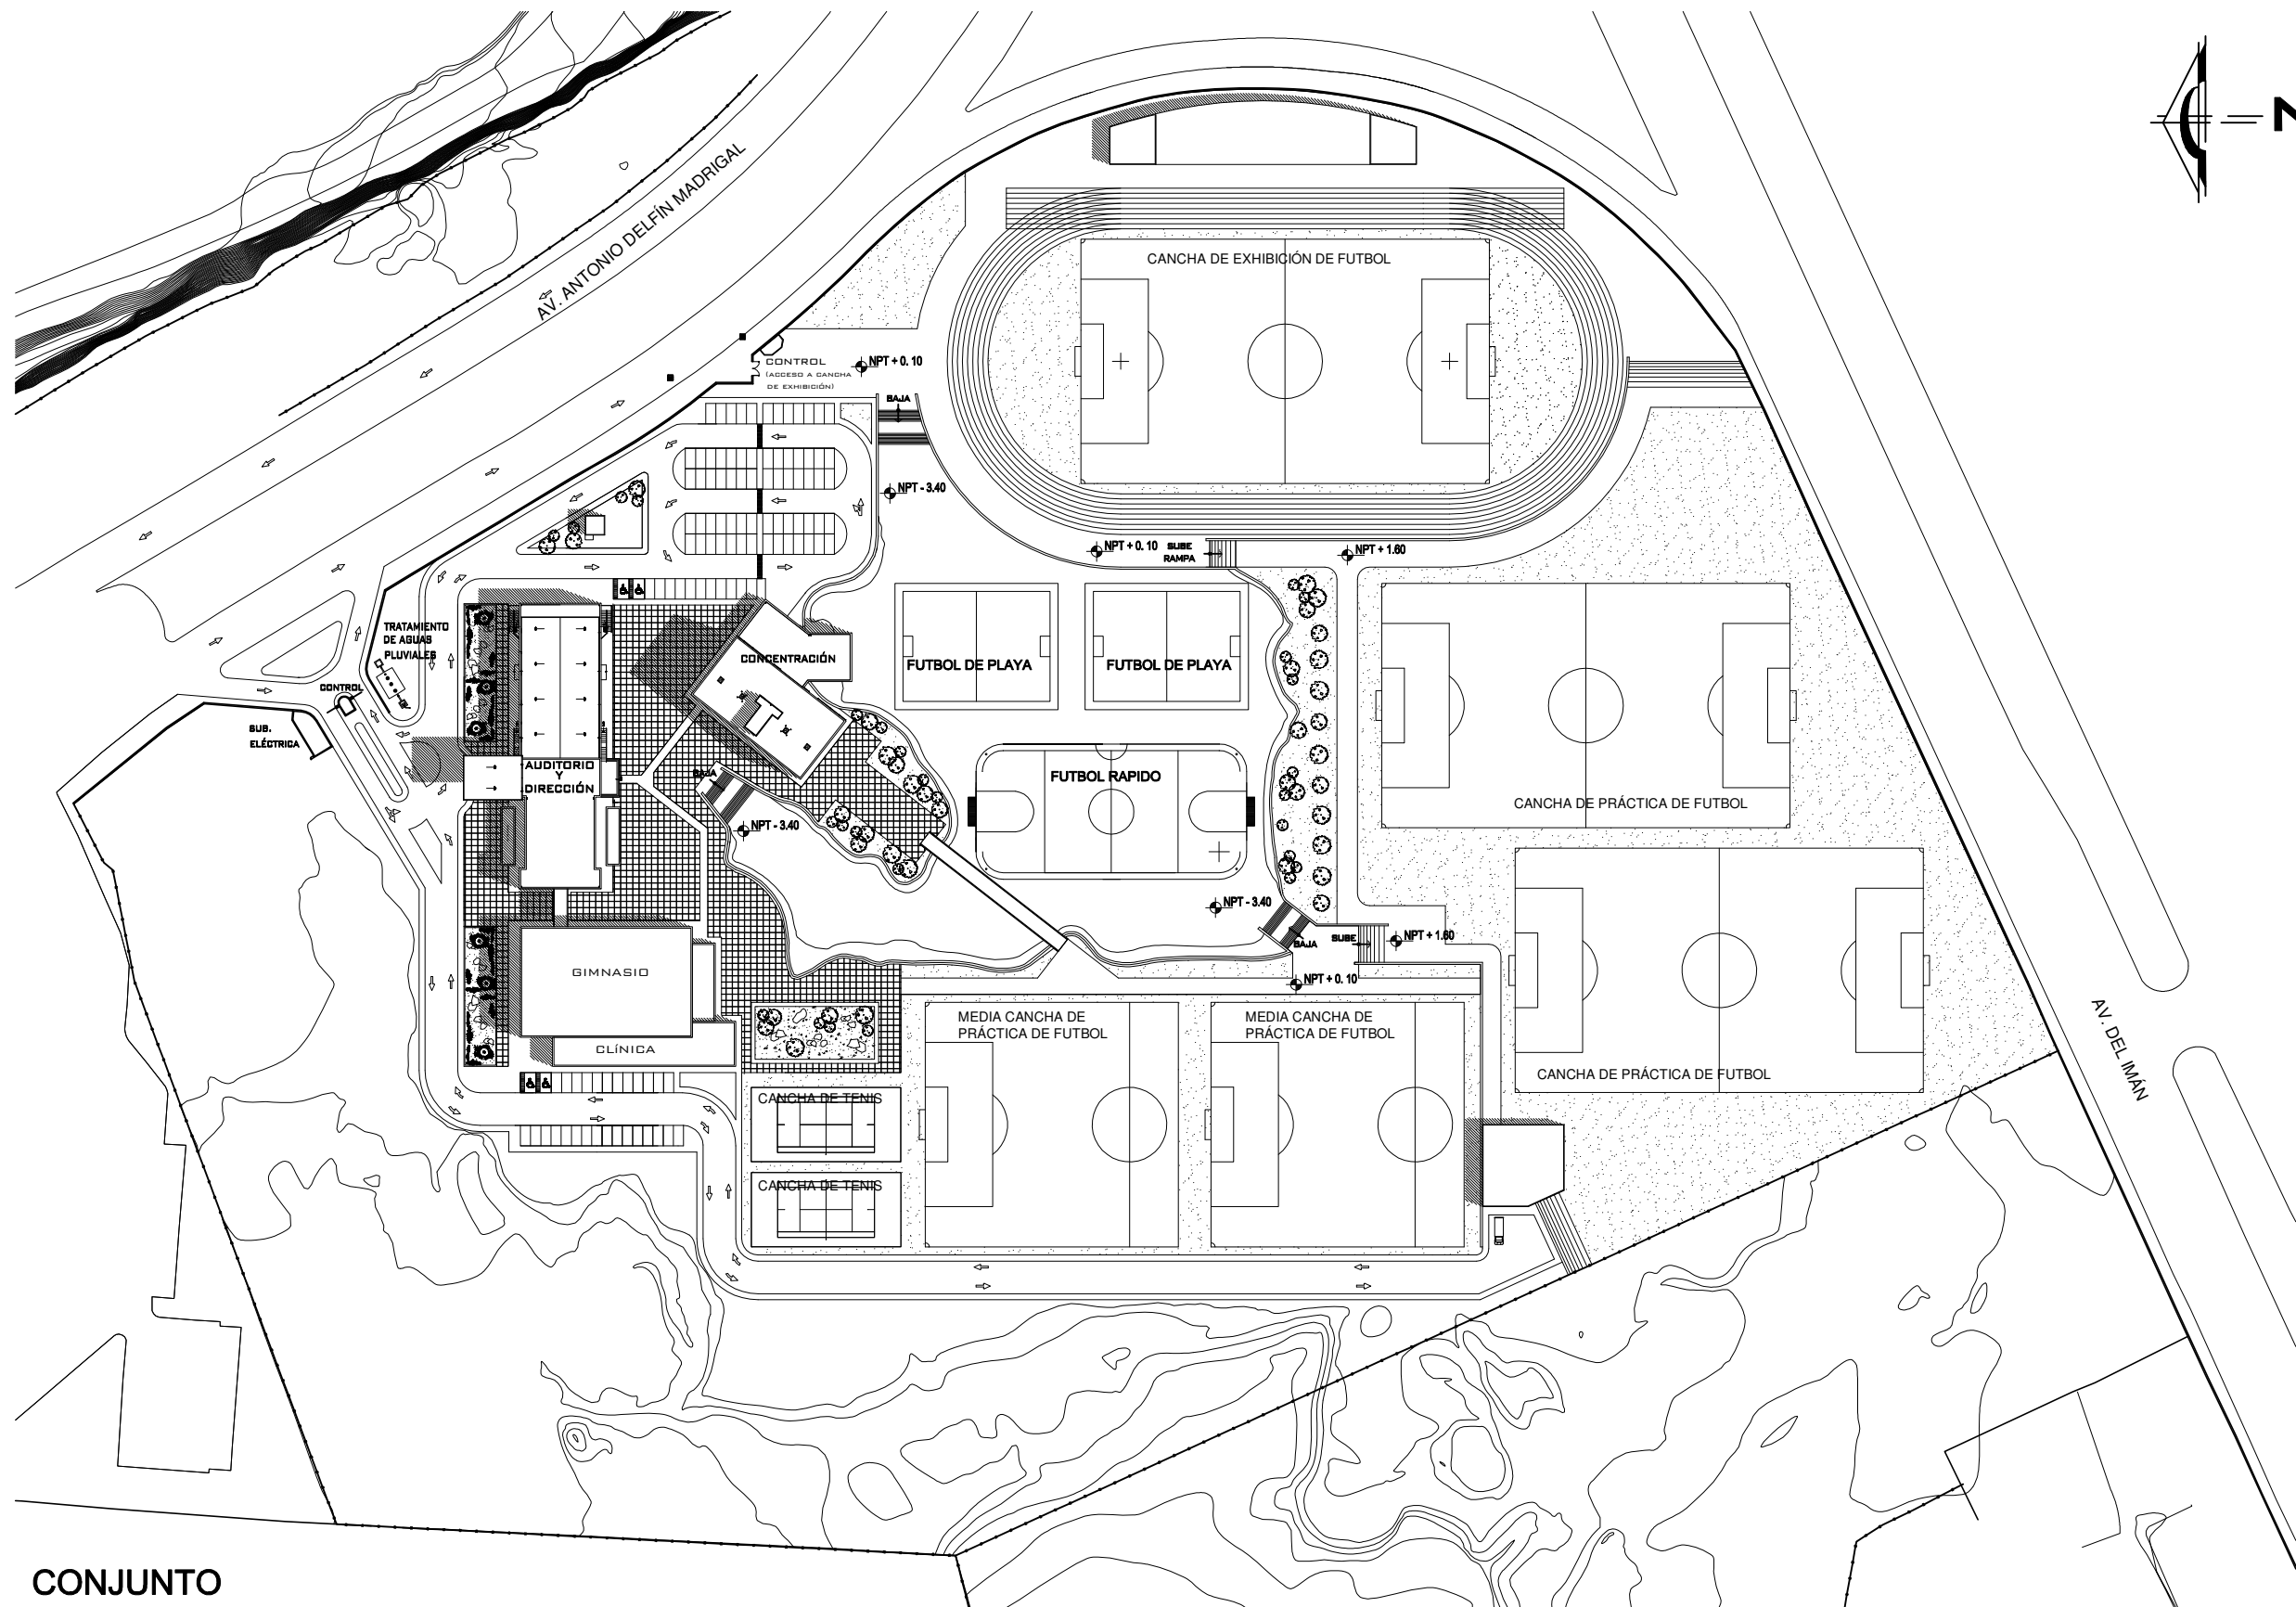 N
AV. ANTONIO DELFÍN MADRIGAL
CANCHA DE EXHIBICIÓN DE FUTBOL
CONTROL
(ACCESO A CANCHA
DE EXHIBICIÓN)
NPT + 0. 10
BAJA
NPT - 3.40
NPT + 0. 10
SUBE
RAMPA
NPT + 1.60
TRATAMIENTO
DE AGUAS
PLUVIALES
CONCENTRACIÓN
FUTBOL DE PLAYA
FUTBOL DE PLAYA
CONTROL
SUB.
ELÉCTRICA
AUDITORIO
Y
DIRECCIÓN
BAJA
FUTBOL RAPIDO
CANCHA DE PRÁCTICA DE FUTBOL
NPT - 3.40
NPT - 3.40
BAJA
SUBE
NPT + 1.60
GIMNASIO
NPT + 0. 10
MEDIA CANCHA DE
PRÁCTICA DE FUTBOL
MEDIA CANCHA DE
PRÁCTICA DE FUTBOL
CLÍNICA
CANCHA DE PRÁCTICA DE FUTBOL
AV. DEL IMÁN
CANCHA DE TENIS
CANCHA DE TENIS
CONJUNTO